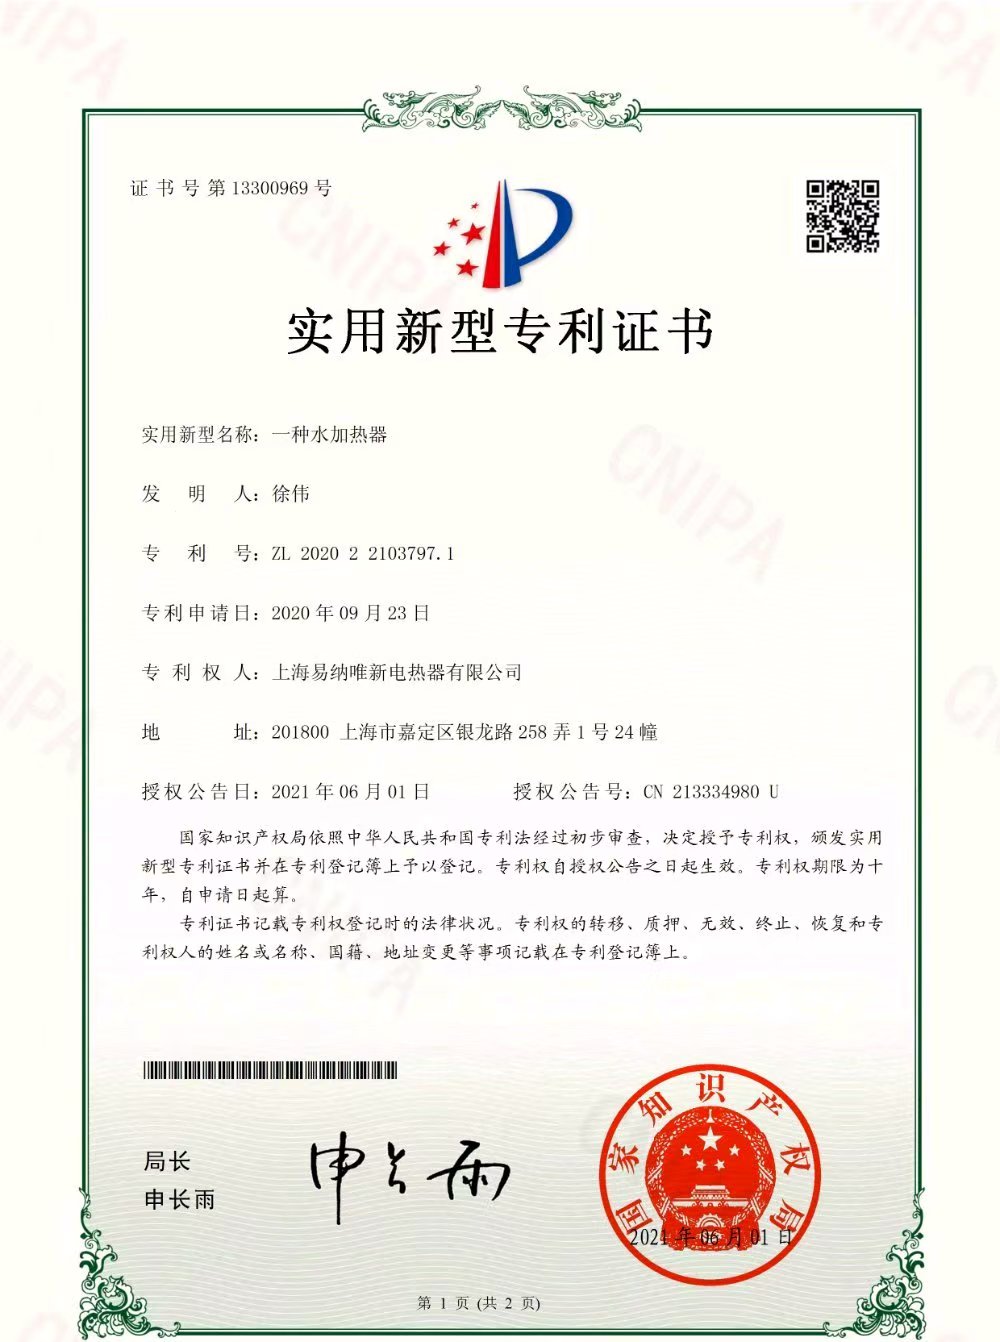 证书号第13300969号
实用新型专利证书
实用新型名称：一种水加热器
发明人：徐伟
专利号：ZL 2020 2 2103797.1
专利申请日：2020年09月23日
专利权人：上海易纳唯新电热器有限公司
地址：201800 上海市嘉定区银龙路258弄1号24幢
授权公告日：2021年06月01日 授权公告号：CN 213334980 U
国家知识产权局依照中华人民共和国专利法经过初步审查，决定授予专利权，颁发实用
新型专利证书并在专利登记簿上予以登记。专利权自授权公告之日起生效。专利权期限为十
年，自申请日起算。
专利证书记载专利权登记时的法律状况。专利权的转移、质押、无效、终止、恢复和专
利权人的姓名或名称、国籍、地址变更等事项记载在专利登记簿上。
局长
申长雨
申长雨
国家知识产权局
2021年06月01日
第 1 页 (共 2 页)
CNIPA
CNIPA
CNIPA
CNIPA